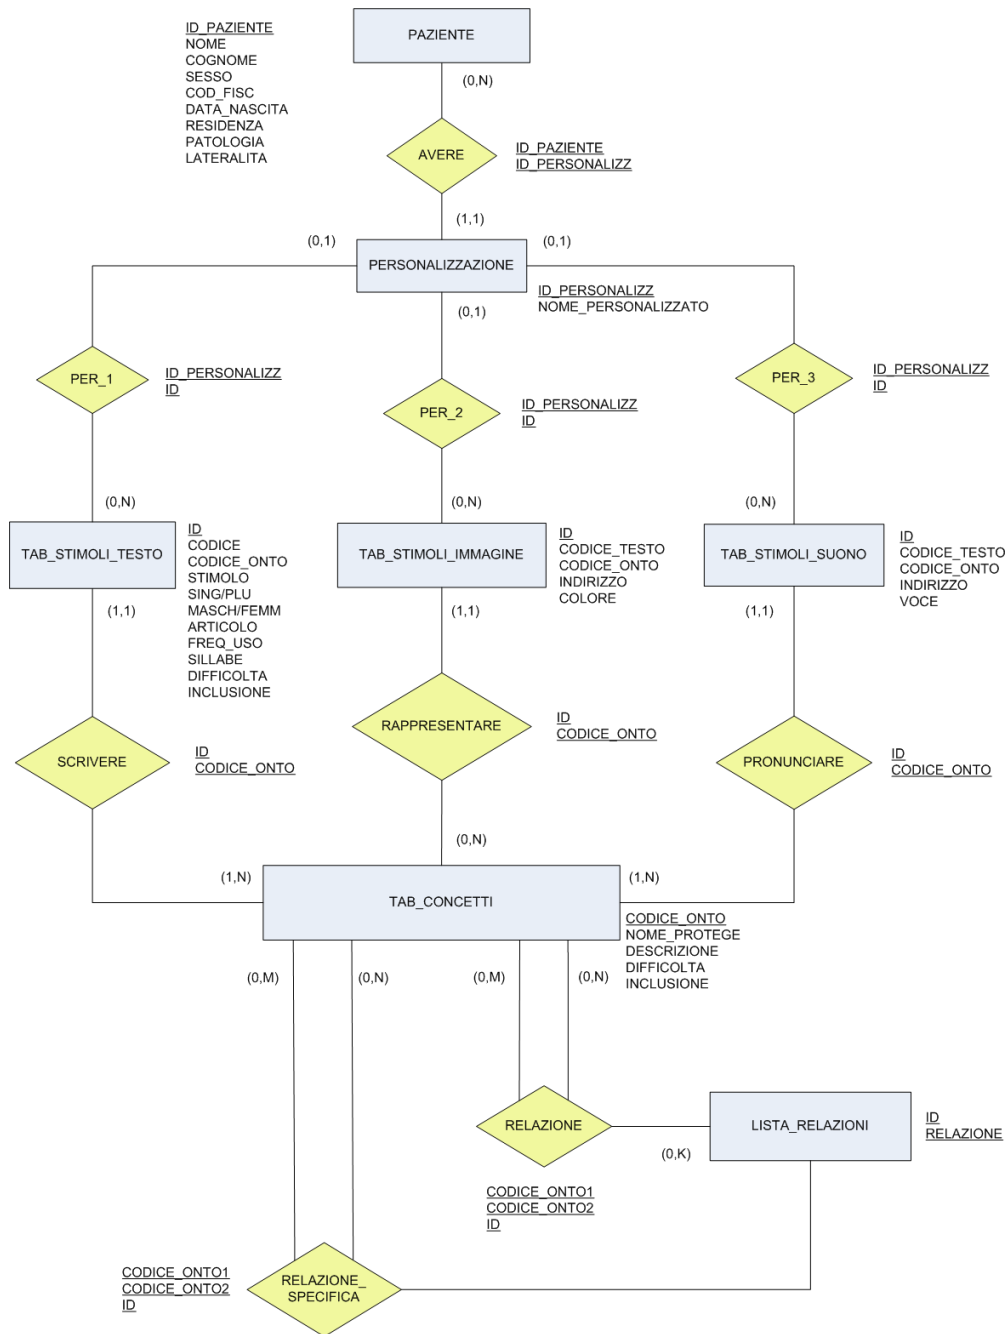 PAZIENTE
ID_PAZIENTE
NOME
COGNOME
SESSO
COD_FISC
DATA_NASCITA
RESIDENZA
PATOLOGIA
LATERALITA
(0,N)
AVERE
ID_PAZIENTE
ID_PERSONALIZZ
(1,1)
(0,1)
PERSONALIZZAZIONE
(0,1)
ID_PERSONALIZZ
NOME_PERSONALIZZATO
(0,1)
PER_1
ID_PERSONALIZZ
ID
PER_2
ID_PERSONALIZZ
ID
PER_3
ID_PERSONALIZZ
ID
(0,N)
(0,N)
(0,N)
TAB_STIMOLI_TESTO
ID
CODICE
CODICE_ONTO
STIMOLO
SING/PLU
MASCH/FEMM
ARTICOLO
FREQ_USO
SILLABE
DIFFICOLTA
INCLUSIONE
TAB_STIMOLI_IMMAGINE
ID
CODICE_TESTO
CODICE_ONTO
INDIRIZZO
COLORE
TAB_STIMOLI_SUONO
ID
CODICE_TESTO
CODICE_ONTO
INDIRIZZO
VOCE
(1,1)
(1,1)
(1,1)
SCRIVERE
ID
CODICE_ONTO
RAPPRESENTARE
ID
CODICE_ONTO
PRONUNCIARE
ID
CODICE_ONTO
(1,N)
(0,N)
(1,N)
TAB_CONCETTI
CODICE_ONTO
NOME_PROTEGE
DESCRIZIONE
DIFFICOLTA
INCLUSIONE
(0,M)
(0,N)
(0,M)
(0,N)
RELAZIONE
CODICE_ONTO1
CODICE_ONTO2
ID
(0,K)
LISTA_RELAZIONI
ID
RELAZIONE
CODICE_ONTO1
CODICE_ONTO2
ID
RELAZIONE_
SPECIFICA